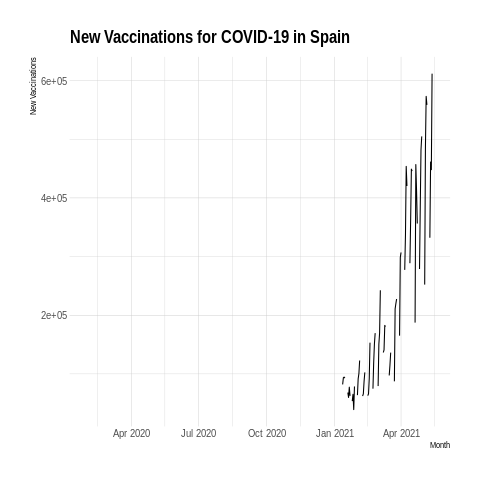 New Vaccinations for COVID-19 in Spain
New Vaccinations
6e+05
4e+05
2e+05
Apr 2020 Jul 2020 Oct 2020 Jan 2021 Apr 2021
Month